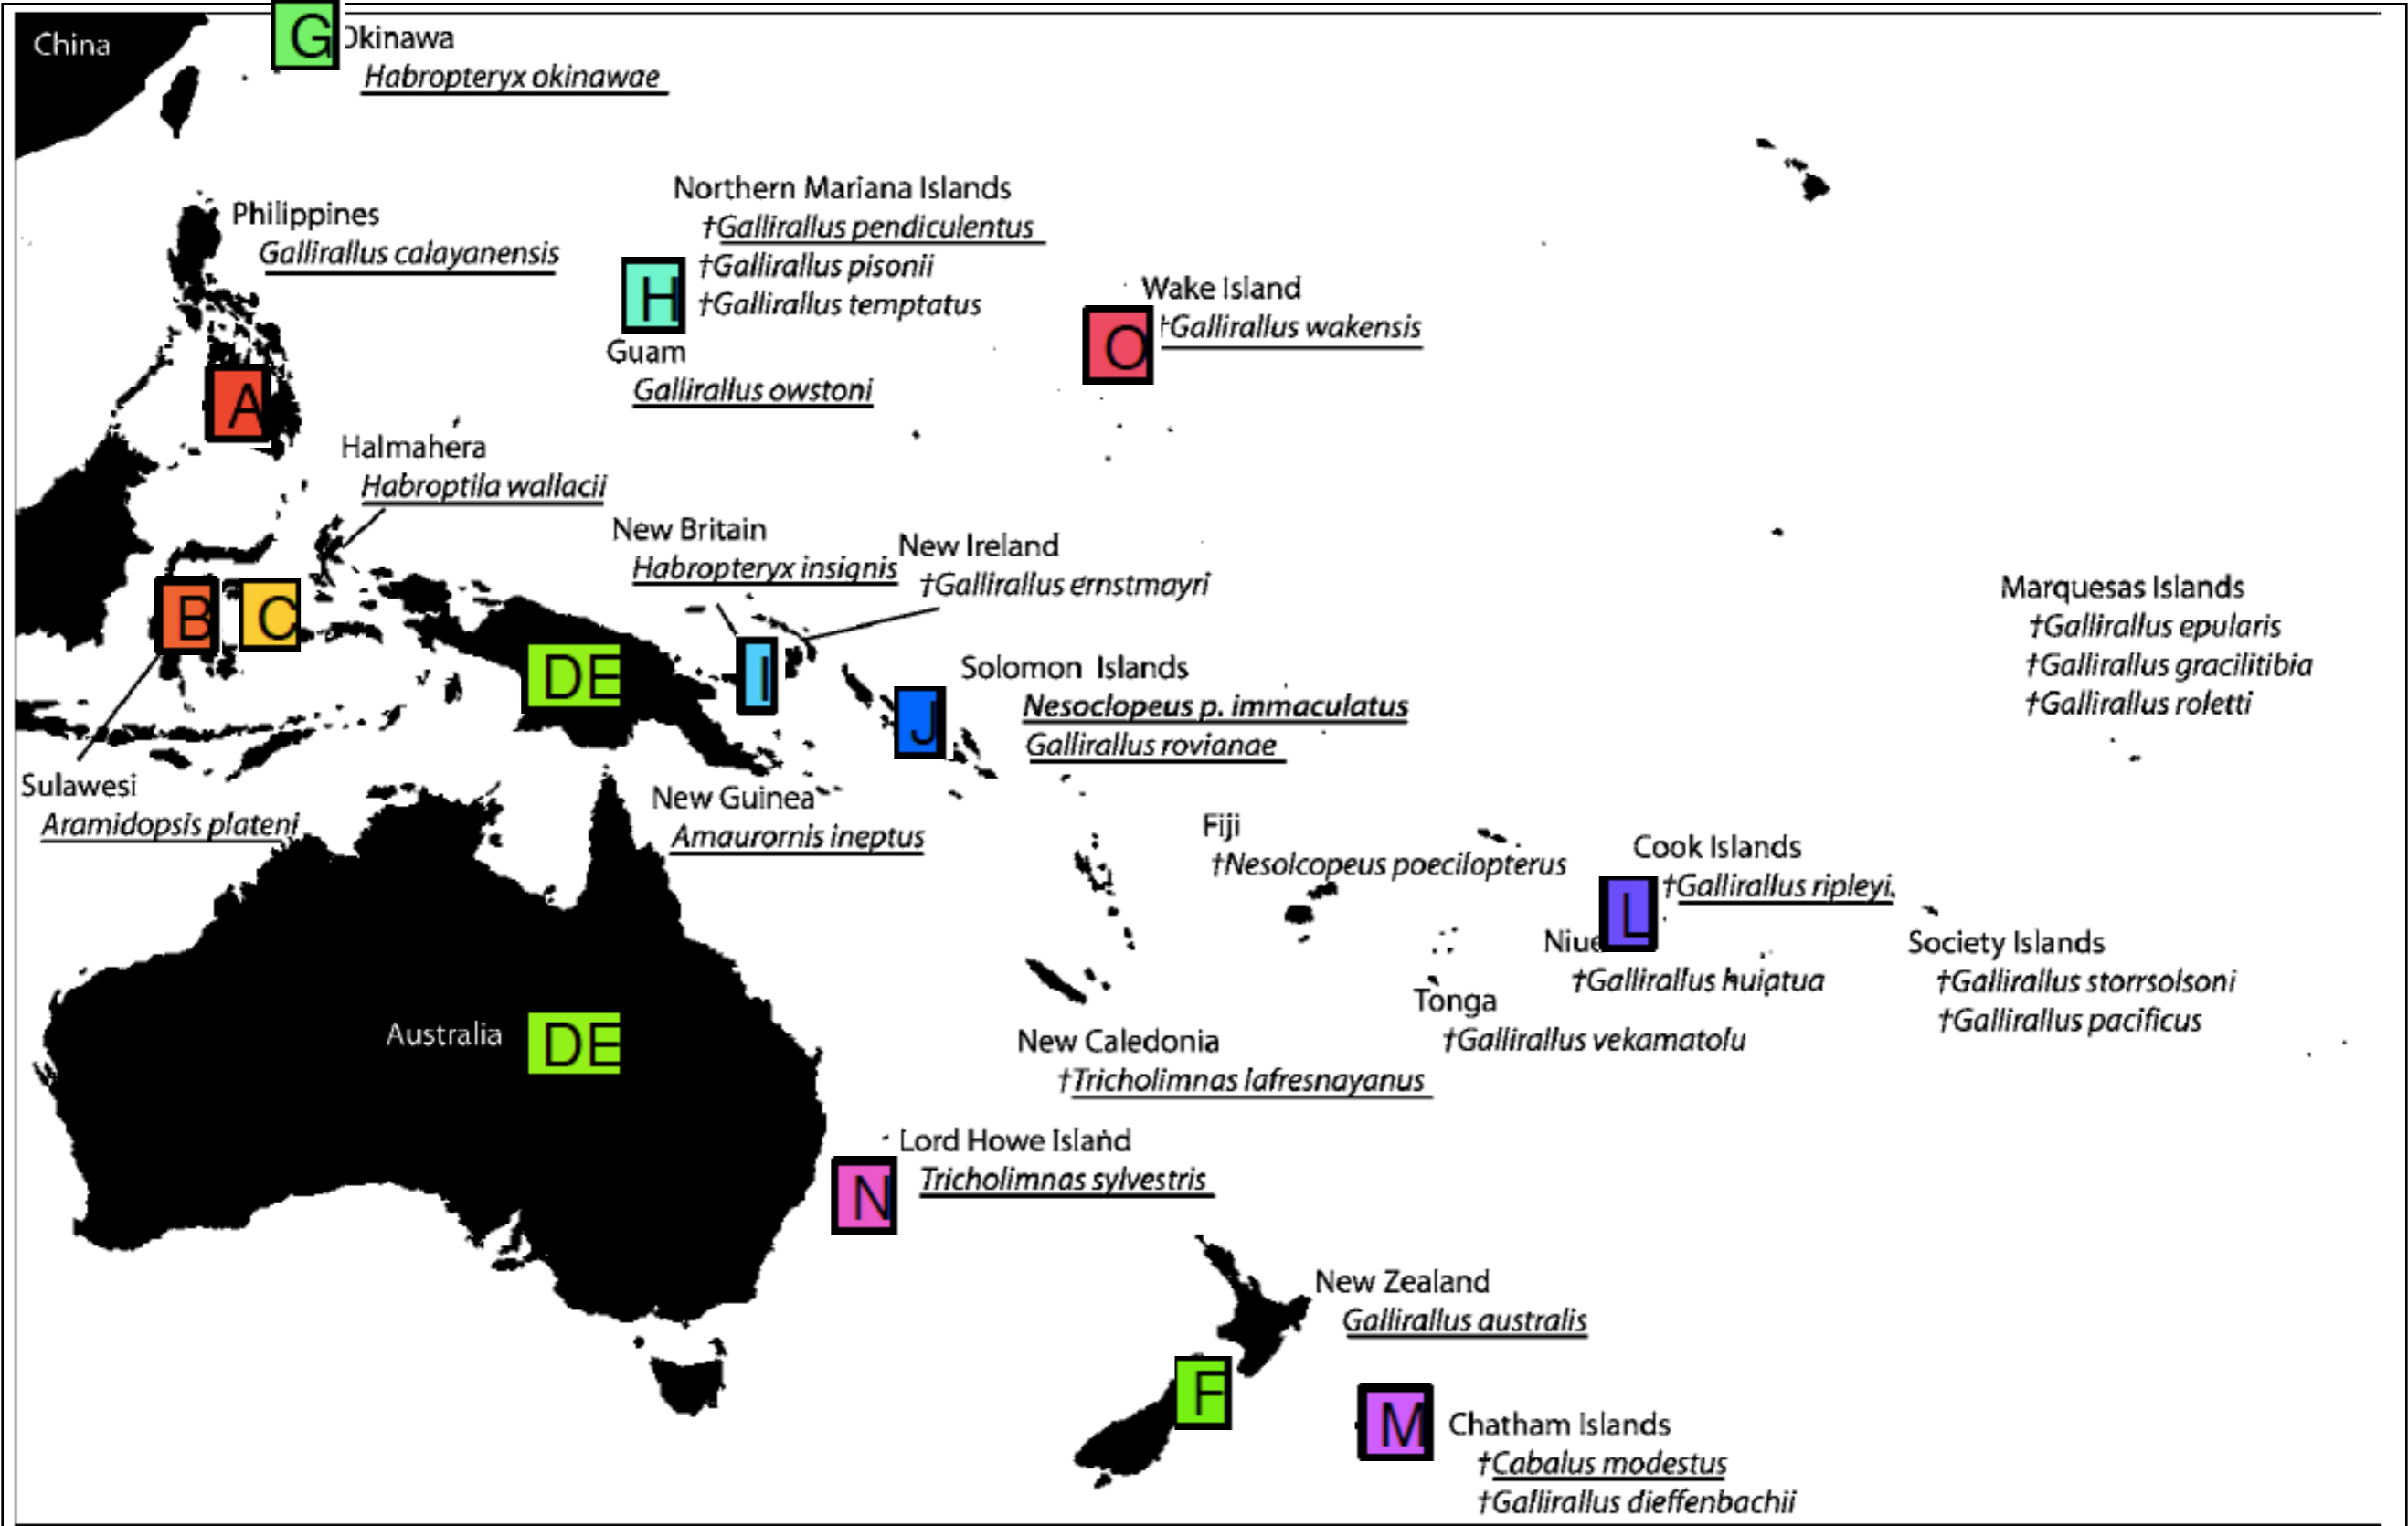 China
G
Okinawa
Habropteryx okinawae
Philippines
Gallirallus calayanensis
Northern Mariana Islands
†Gallirallus pendiculentus
†Gallirallus pisonii
†Gallirallus temptatus
H
Guam
Gallirallus owstoni
Wake Island
†Gallirallus wakensis
O
A
Halmahera
Habroptila wallacii
New Britain
Habropteryx insignis
New Ireland
†Gallirallus ernstmayri
B
C
DE
I
J
Solomon Islands
Nesoclopeus p. immaculatus
Gallirallus rovianae
Marquesas Islands
†Gallirallus epularis
†Gallirallus gracilitibia
†Gallirallus roletti
Sulawesi
Aramidopsis plateni
New Guinea
Amaurornis ineptus
Fiji
†Nesolcopeus poecilopterus
Cook Islands
†Gallirallus ripleyi
L
Niue
†Gallirallus huiatua
Society Islands
†Gallirallus storrsolsoni
†Gallirallus pacificus
Tonga
†Gallirallus vekamatolu
Australia
DE
New Caledonia
†Tricholimnas lafresnayanus
Lord Howe Island
Tricholimnas sylvestris
N
New Zealand
Gallirallus australis
F
M
Chatham Islands
†Cabalus modestus
†Gallirallus dieffenbachii